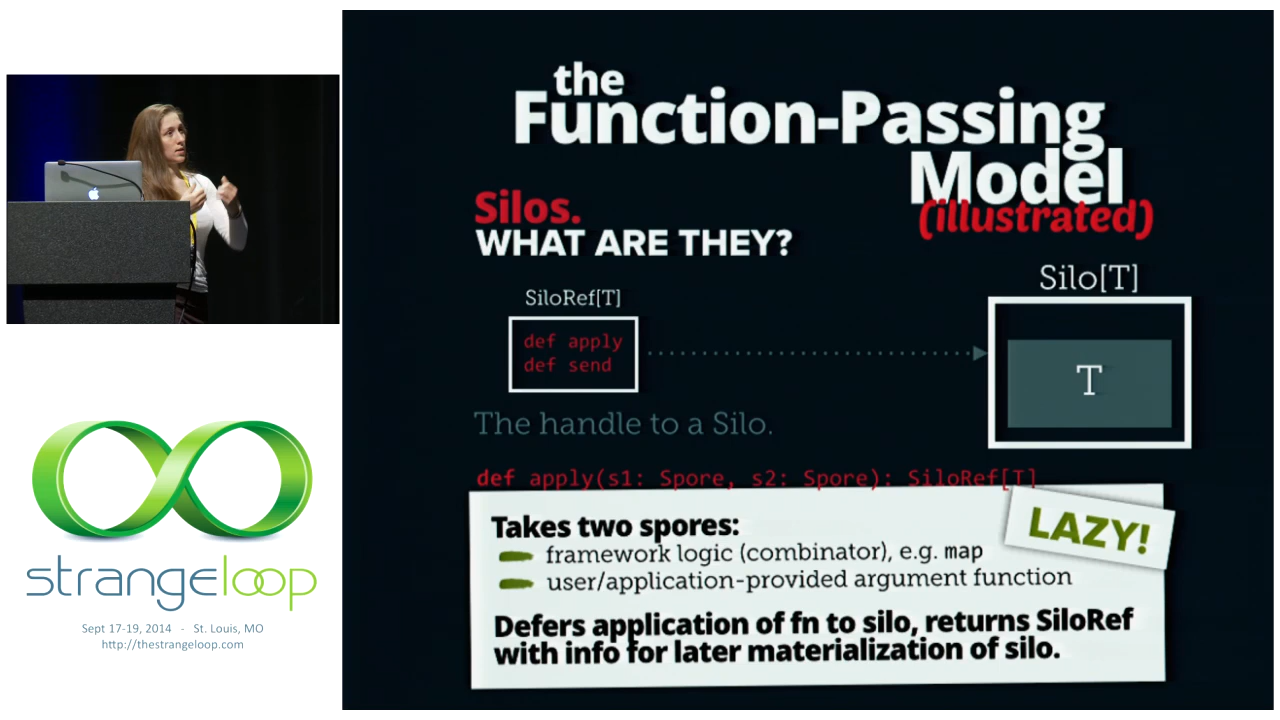 the
Function-Passing
Model
(illustrated)
Silos.
WHAT ARE THEY?
SiloRef[T]
def apply
def send
Silo[T]
T
The handle to a Silo.
def apply(s1: Spore, s2: Spore): SiloRef[T]
LAZY!
Takes two spores:
framework logic (combinator), e.g. map
user/application-provided argument function
Defers application of fn to silo, returns SiloRef
with info for later materialization of silo.
strangeloop
Sept 17-19, 2014 - St. Louis, MO
http://thestrangeloop.com